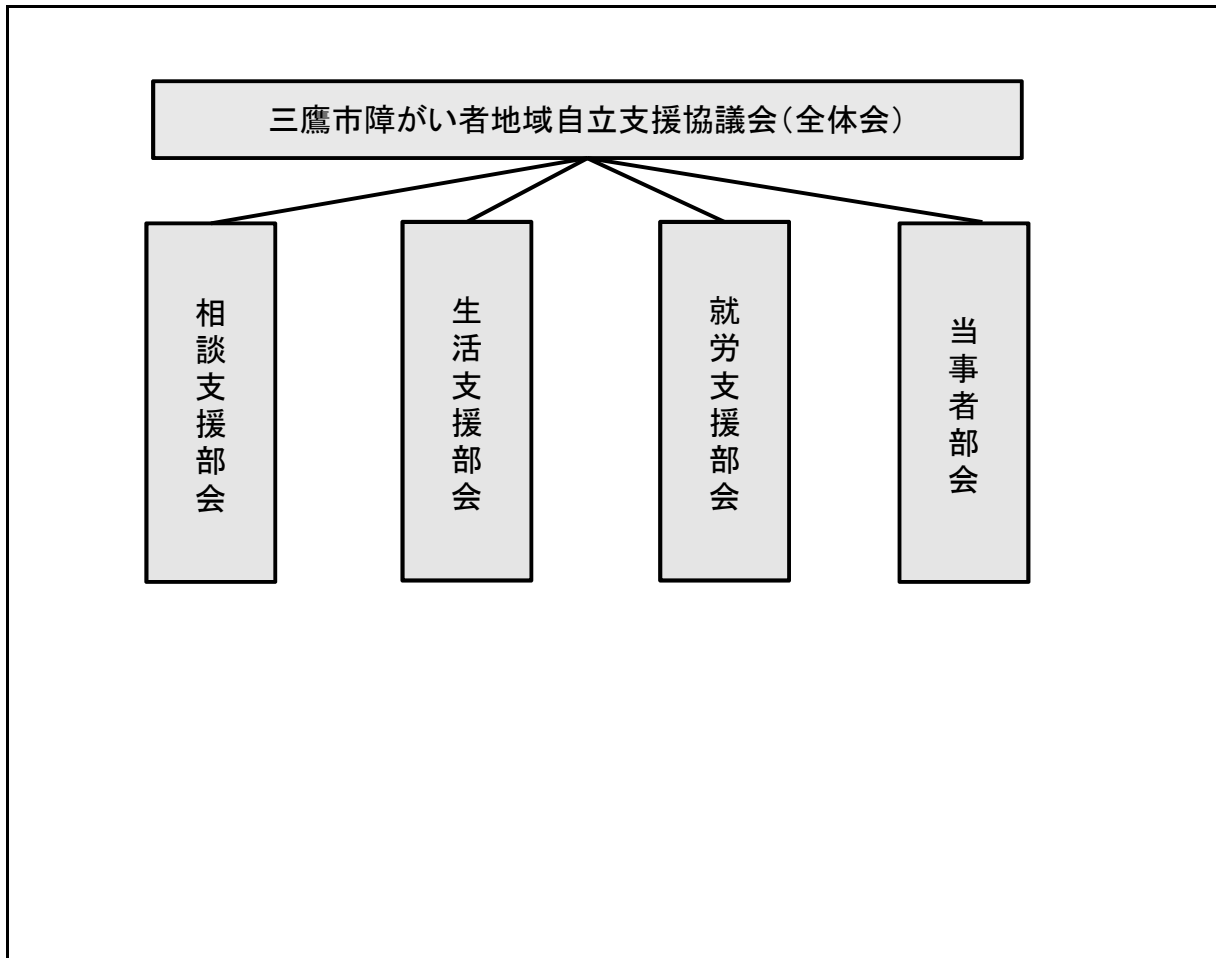 三鷹市障がい者地域自立支援協議会（全体会）
相談支援部会
生活支援部会
就労支援部会
当事者部会